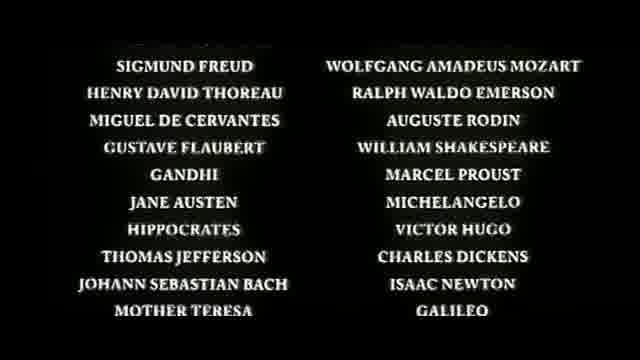 SIGMUND FREUD WOLFGANG AMADEUS MOZART
HENRY DAVID THOREAU RALPH WALDO EMERSON
MIGUEL DE CERVANTES AUGUSTE RODIN
GUSTAVE FLAUBERT WILLIAM SHAKESPEARE
GANDHI MARCEL PROUST
JANE AUSTEN MICHELANGELO
HIPPOCRATES VICTOR HUGO
THOMAS JEFFERSON CHARLES DICKENS
JOHANN SEBASTIAN BACH ISAAC NEWTON
MOTHER TERESA GALILEO